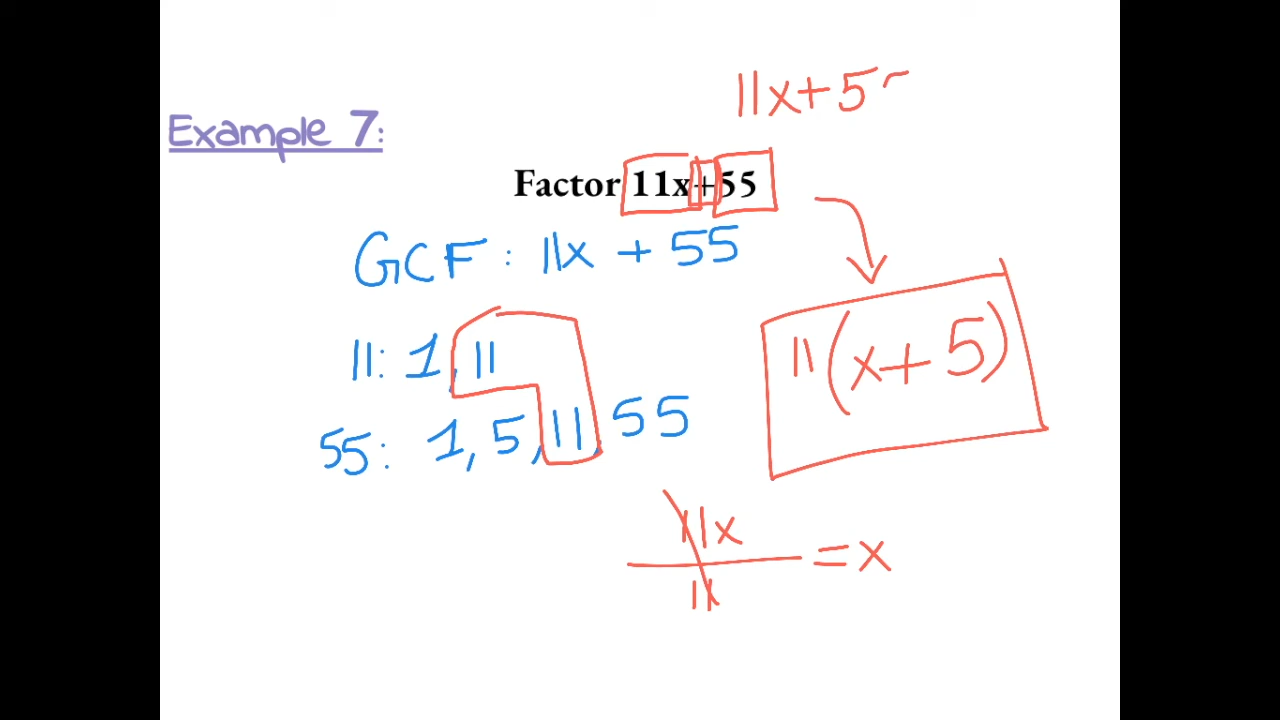 11x+5
Example 7:
Factor 11x+55
GCF: 11x + 55
11(x+5)
11: 1, 11
55: 1, 5, 11, 55
11x
= x
11